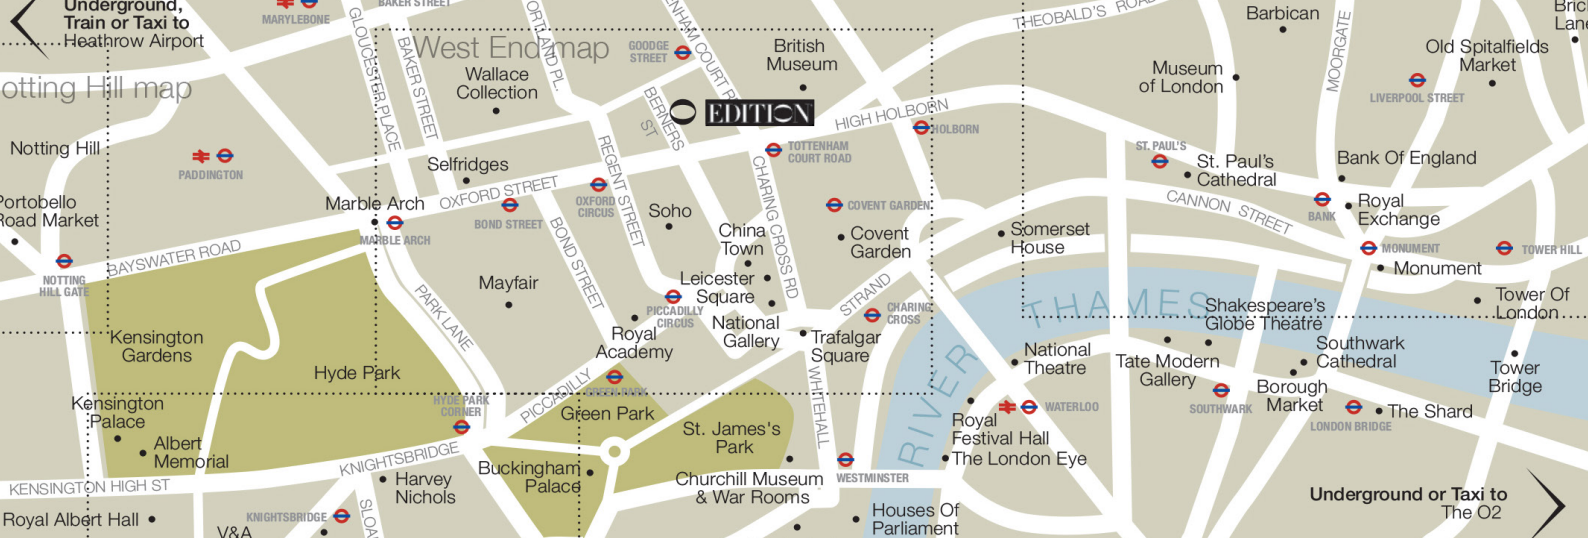 Underground,
Train or Taxi to
Heathrow Airport
MARYLEBONE
BAKER STREET
GLOUCESTER PLACE
BAKER STREET
West End map
GOODGE
STREET
British
Museum
THEOBALD'S ROAD
Barbican
MOORGATE
Old Spitalfields
Market
Museum
of London
LIVERPOOL STREET
otting Hill map
Wallace
Collection
BERNERS
ST
EDITION
HIGH HOLBORN
HOLBORN
Notting Hill
PADDINGTON
Selfridges
REGENT STREET
TOTTENHAM
COURT ROAD
ST. PAUL'S
St. Paul's
Cathedral
Bank Of England
Portobello
Road Market
Marble Arch
OXFORD STREET
OXFORD
CIRCUS
BOND STREET
Soho
CHARING CROSS RD
COVENT GARDEN
CANNON STREET
BANK
Royal
Exchange
MARBLE ARCH
BAYSWATER ROAD
BOND STREET
China
Town
Covent
Garden
Somerset
House
MONUMENT
TOWER HILL
Monument
NOTTING
HILL GATE
PARK LANE
Mayfair
Leicester
Square
STRAND
THAMES
Tower Of
London
PICCADILLY
CIRCUS
CHARING
CROSS
Shakespeare's
Globe Theatre
Kensington
Gardens
Royal
Academy
National
Gallery
Trafalgar
Square
National
Theatre
Tate Modern
Gallery
Southwark
Cathedral
Tower
Bridge
Hyde Park
GREEN PARK
WHITEHALL
RIVER
Borough
Market
SOUTHWARK
Kensington
Palace
HYDE PARK
CORNER
PICCADILLY
Green Park
WATERLOO
The Shard
LONDON BRIDGE
Albert
Memorial
St. James's
Park
Royal
Festival Hall
The London Eye
KNIGHTSBRIDGE
Buckingham
Palace
Churchill Museum
& War Rooms
WESTMINSTER
KENSINGTON HIGH ST
Harvey
Nichols
Underground or Taxi to
The O2
Royal Albert Hall
V&A
KNIGHTSBRIDGE
Houses Of
Parliament